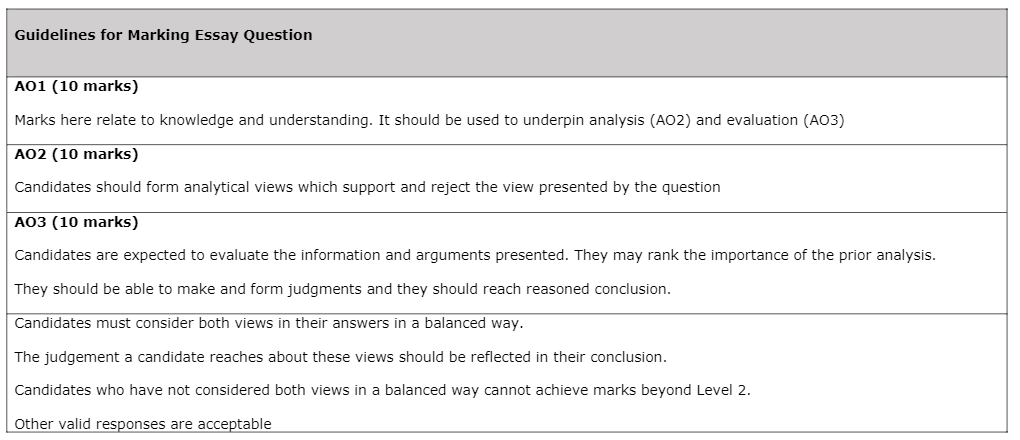 Guidelines for Marking Essay Question
AO1 (10 marks)
Marks here relate to knowledge and understanding. It should be used to underpin analysis (AO2) and evaluation (AO3)
AO2 (10 marks)
Candidates should form analytical views which support and reject the view presented by the question
AO3 (10 marks)
Candidates are expected to evaluate the information and arguments presented. They may rank the importance of the prior analysis.
They should be able to make and form judgments and they should reach reasoned conclusion.
Candidates must consider both views in their answers in a balanced way.
The judgement a candidate reaches about these views should be reflected in their conclusion.
Candidates who have not considered both views in a balanced way cannot achieve marks beyond Level 2.
Other valid responses are acceptable